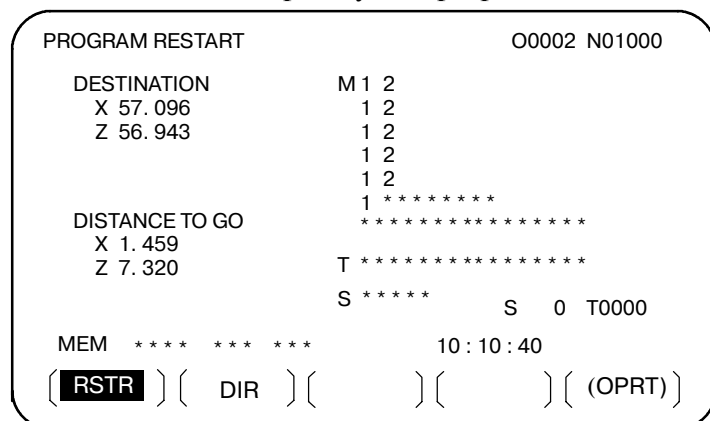 PROGRAM RESTART O0002 N01000
DESTINATION M 1 2
X 57. 096 1 2
Z 56. 943 1 2
1 2
1 2
1 * * * * * * * *
DISTANCE TO GO * * * * * * * * * * * * * * * *
X 1. 459
Z 7. 320 T * * * * * * * * * * * * * * * *
S * * * * *
S 0 T0000
MEM * * * * * * * * * * 10 : 10 : 40
[ RSTR ] [ DIR ] [ ] [ ] [ (OPRT) ]